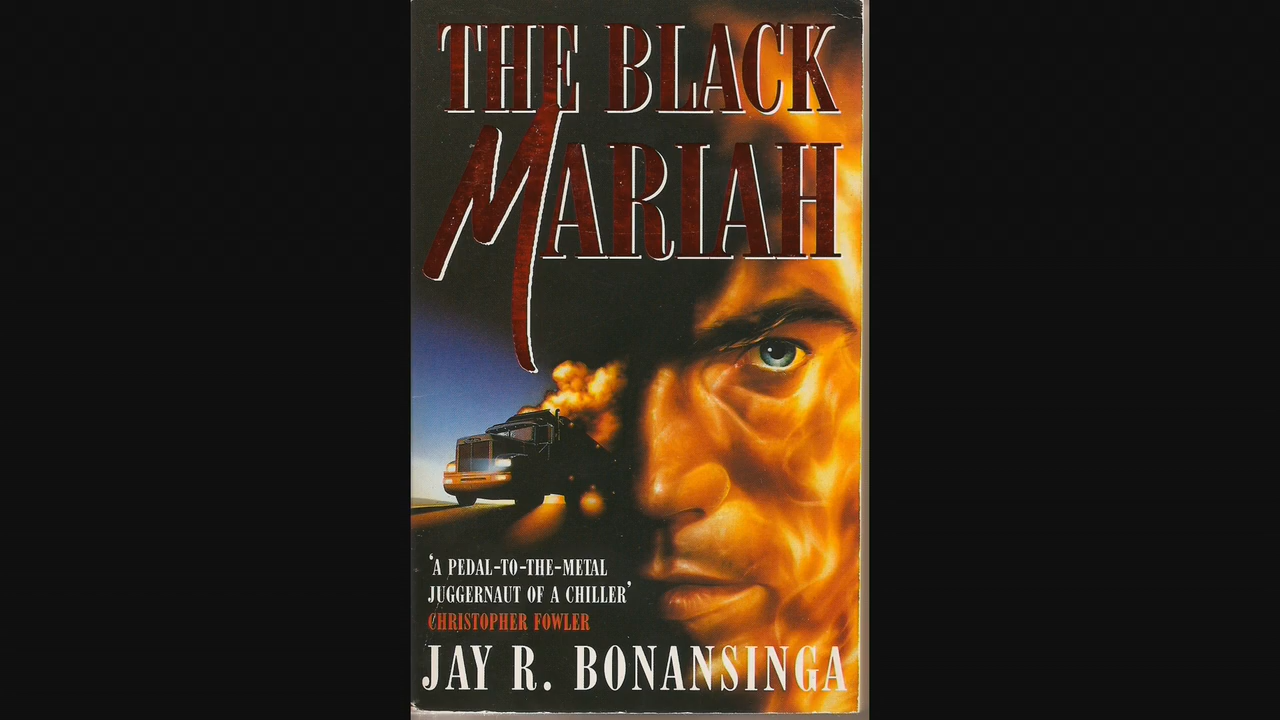 THE BLACK
MARIAH
‘A PEDAL-TO-THE-METAL
JUGGERNAUT OF A CHILLER’
CHRISTOPHER FOWLER
JAY R. BONANSINGA